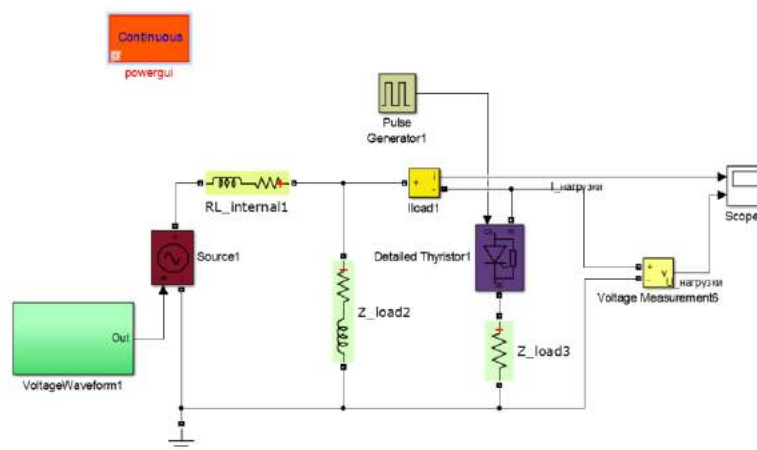 Continuous
powergui
Pulse
Generator1
RL_internal1
Iload1
I_нагрузки
Scope
Source1
Detailed Thyristor1
U_нагрузки
Voltage Measurement6
Z_load2
Out
Z_load3
VoltageWaveform1